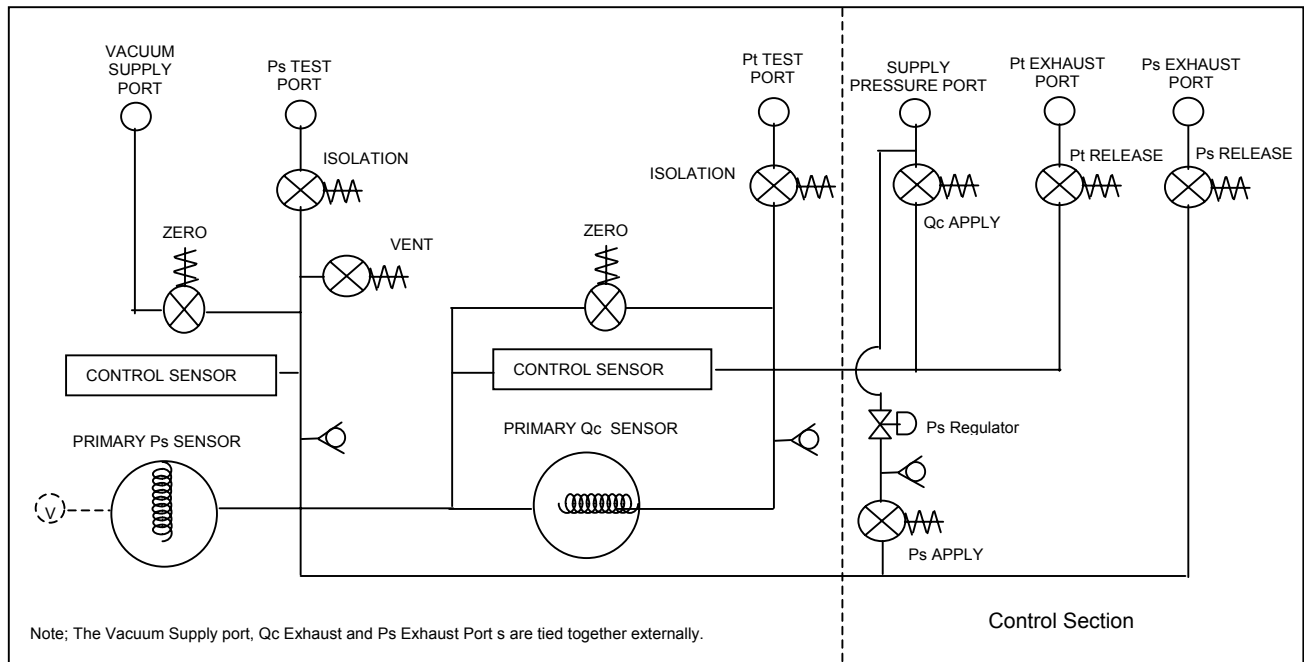 VACUUM
SUPPLY
PORT
Ps TEST
PORT
Pt TEST
PORT
SUPPLY
PRESSURE PORT
Pt EXHAUST
PORT
Ps EXHAUST
PORT
ISOLATION
ISOLATION
Pt RELEASE
Ps RELEASE
Qc APPLY
ZERO
VENT
ZERO
CONTROL SENSOR
CONTROL SENSOR
PRIMARY Ps SENSOR
PRIMARY Qc SENSOR
Ps Regulator
V
Ps APPLY
Note; The Vacuum Supply port, Qc Exhaust and Ps Exhaust Port s are tied together externally.
Control Section